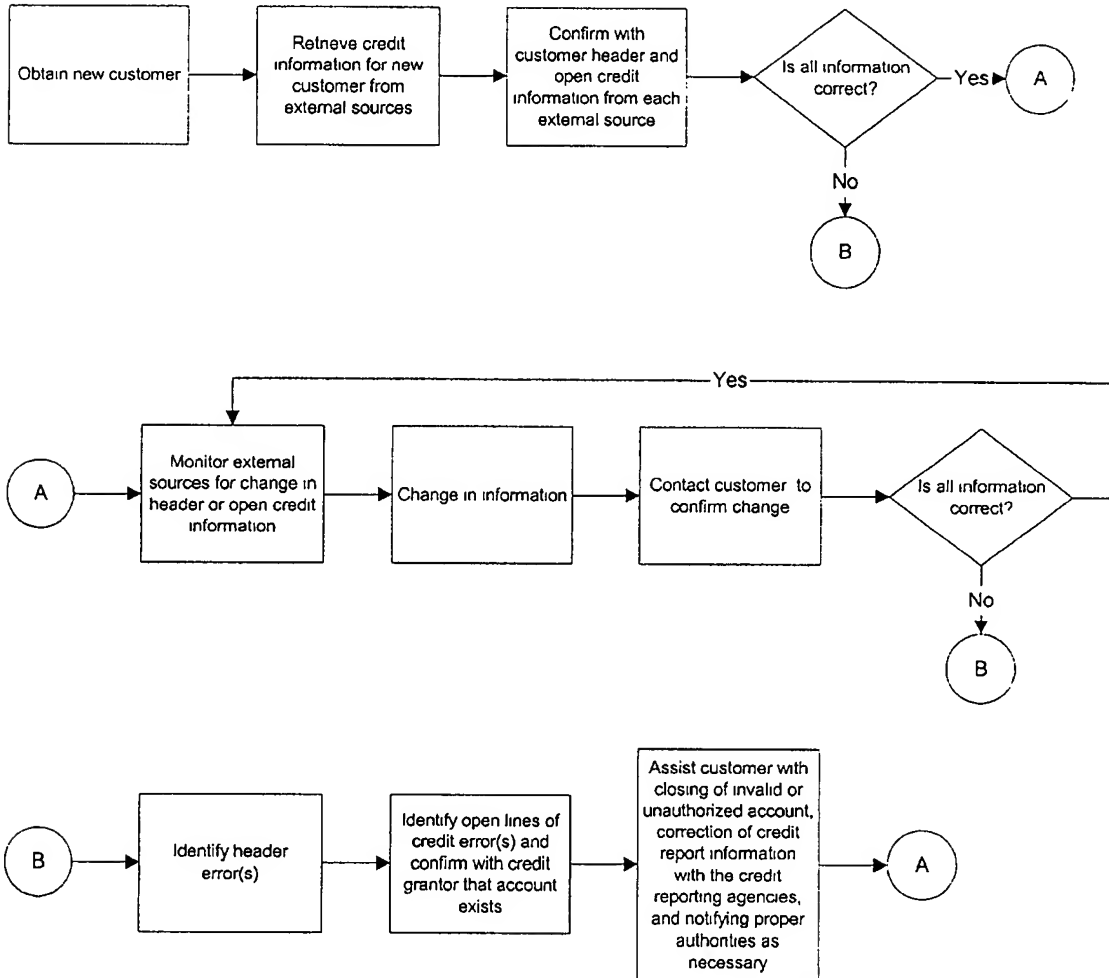 Obtain new customer
Retrieve credit
information for new
customer from
external sources
Confirm with
customer header and
open credit
information from each
external source
Is all information
correct?
Yes
A
No
B
Yes
A
Monitor external
sources for change in
header or open credit
information
Change in information
Contact customer to
confirm change
Is all information
correct?
No
B
B
Identify header
error(s)
Identify open lines of
credit error(s) and
confirm with credit
grantor that account
exists
Assist customer with
closing of invalid or
unauthorized account,
correction of credit
report information
with the credit
reporting agencies,
and notifying proper
authorities as
necessary
A